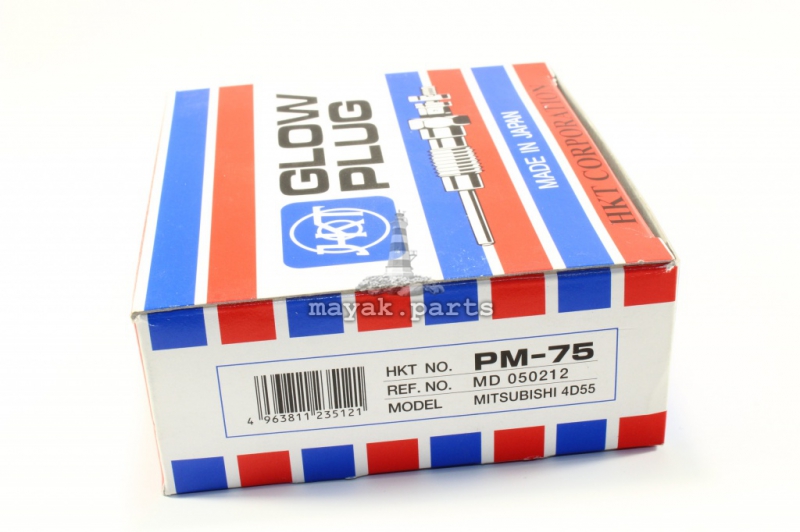 GLOW
PLUG
HKT
MADE IN JAPAN
HKT CORPORATION
mayak.parts
HKT NO. PM-75
REF. NO. MD 050212
MODEL MITSUBISHI 4D55
4 963811 235121